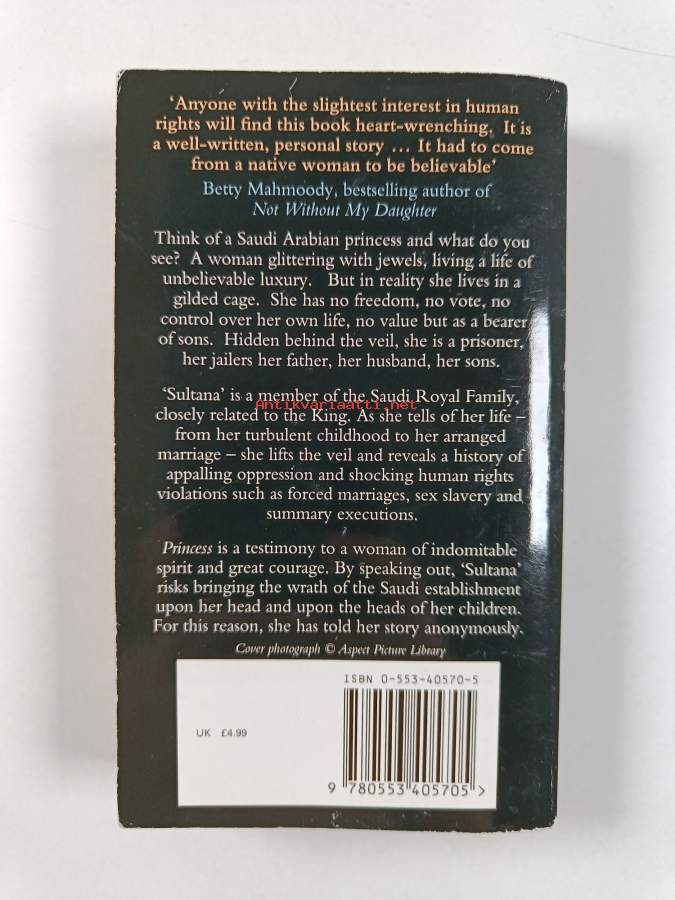 ‘Anyone with the slightest interest in human
rights will find this book heart-wrenching. It is
a well-written, personal story ... It had to come
from a native woman to be believable’
Betty Mahmoody, bestselling author of
Not Without My Daughter
Think of a Saudi Arabian princess and what do you
see? A woman glittering with jewels, living a life of
unbelievable luxury. But in reality she lives in a
gilded cage. She has no freedom, no vote, no
control over her own life, no value but as a bearer
of sons. Hidden behind the veil, she is a prisoner,
her jailers her father, her husband, her sons.
‘Sultana’ is a member of the Saudi Royal Family,
Antikvariaatti.net
closely related to the King. As she tells of her life –
from her turbulent childhood to her arranged
marriage – she lifts the veil and reveals a history of
appalling oppression and shocking human rights
violations such as forced marriages, sex slavery and
summary executions.
Princess is a testimony to a woman of indomitable
spirit and great courage. By speaking out, ‘Sultana’
risks bringing the wrath of the Saudi establishment
upon her head and upon the heads of her children.
For this reason, she has told her story anonymously.
Cover photograph © Aspect Picture Library
ISBN 0-553-40570-5
UK £4.99
9 780553 405705 >